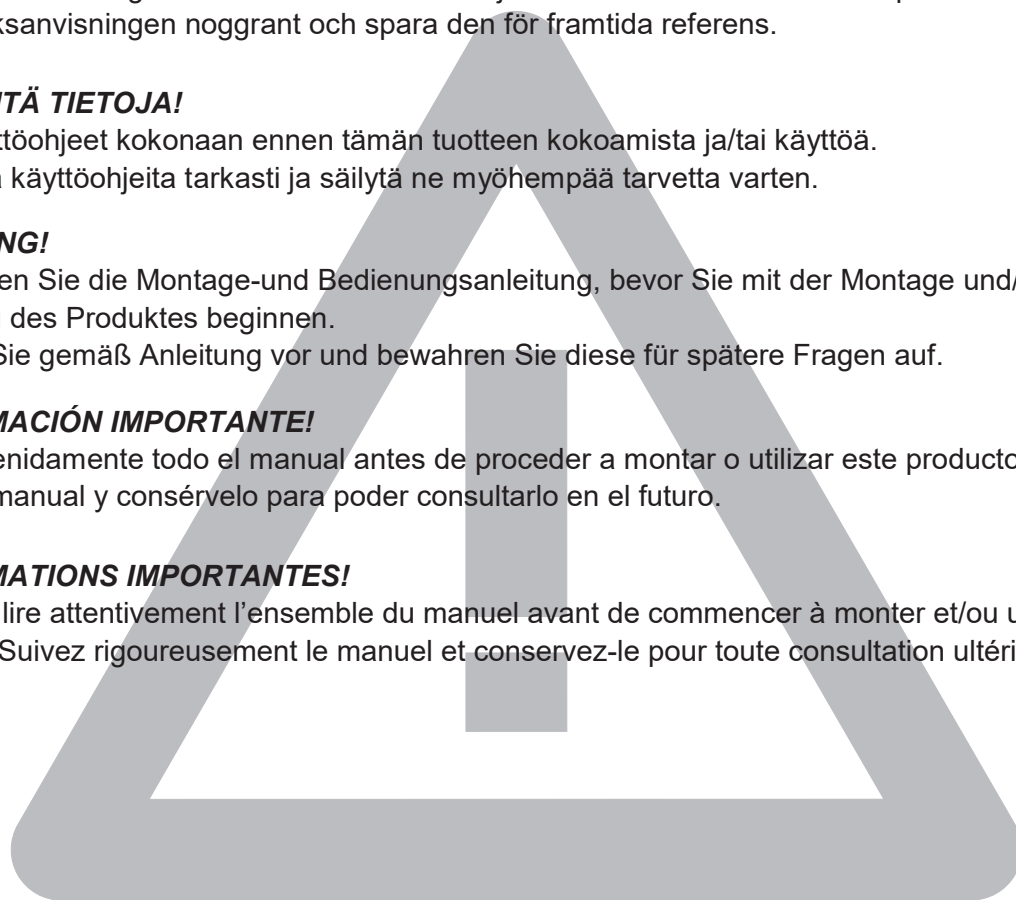 ksanvisningen noggrant och spara den för framtida referens.
TÄ TIETOJA!
ttöohjeet kokonaan ennen tämän tuotteen kokoamista ja/tai käyttöä.
käyttöohjeita tarkasti ja säilytä ne myöhempää tarvetta varten.
NG!
en Sie die Montage-und Bedienungsanleitung, bevor Sie mit der Montage und/
des Produktes beginnen.
Sie gemäß Anleitung vor und bewahren Sie diese für spätere Fragen auf.
MACIÓN IMPORTANTE!
enidamente todo el manual antes de proceder a montar o utilizar este producto
manual y consérvelo para poder consultarlo en el futuro.
MATIONS IMPORTANTES!
lire attentivement l’ensemble du manuel avant de commencer à monter et/ou u
Suivez rigoureusement le manuel et conservez-le pour toute consultation ultéri